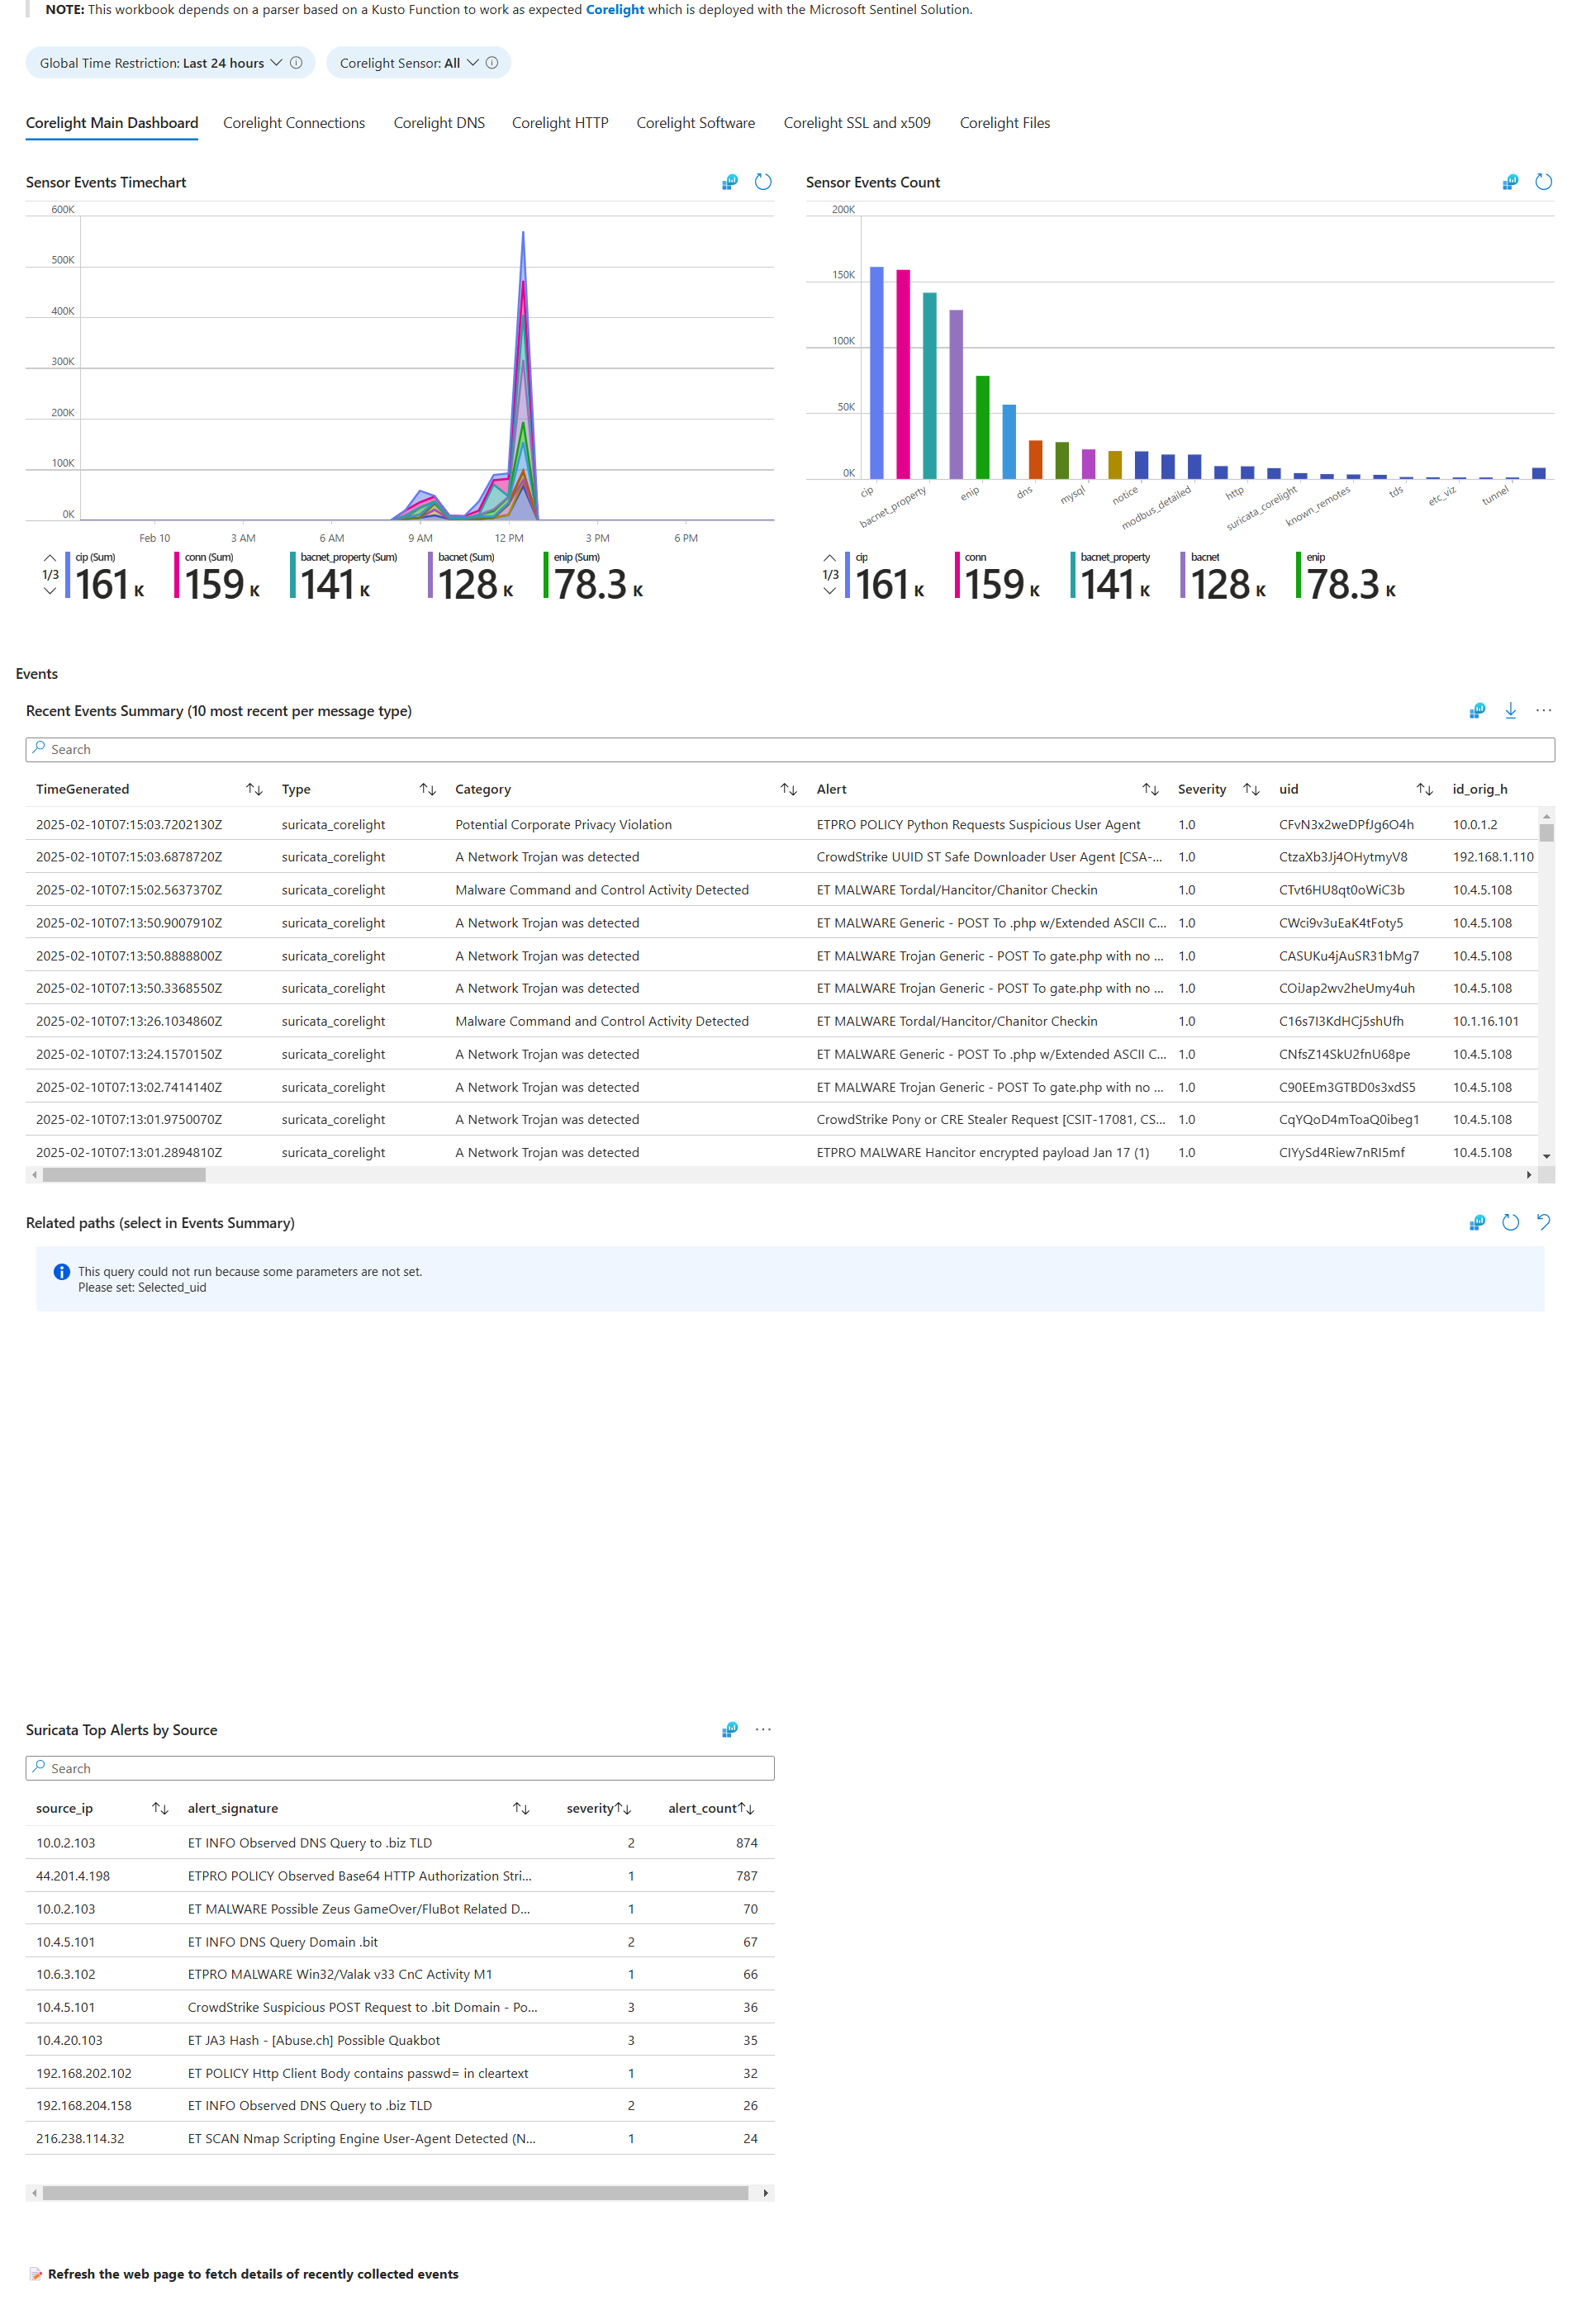 NOTE: This workbook depends on a parser based on a Kusto Function to work as expected Corelight which is deployed with the Microsoft Sentinel Solution.
Global Time Restriction: Last 24 hours
Corelight Sensor: All
Corelight Main Dashboard Corelight Connections Corelight DNS Corelight HTTP Corelight Software Corelight SSL and x509 Corelight Files
Sensor Events Timechart
600K
500K
400K
300K
200K
100K
0K
Feb 10 3 AM 6 AM 9 AM 12 PM 3 PM 6 PM
1/3
cip (Sum) conn (Sum) bacnet_property (Sum) bacnet (Sum) enip (Sum)
161 K 159 K 141 K 128 K 78.3 K
Sensor Events Count
200K
150K
100K
50K
0K
cip bacnet_property enip dns mysql notice modbus_detailed http suricata_corelight known_remotes tds etc_viz tunnel
1/3
cip conn bacnet_property bacnet enip
161 K 159 K 141 K 128 K 78.3 K
Events
Recent Events Summary (10 most recent per message type)
Search
TimeGenerated Type Category Alert Severity uid id_orig_h
2025-02-10T07:15:03.7202130Z suricata_corelight Potential Corporate Privacy Violation ETPRO POLICY Python Requests Suspicious User Agent 1.0 CFvN3x2weDPfJg6O4h 10.0.1.2
2025-02-10T07:15:03.6878720Z suricata_corelight A Network Trojan was detected CrowdStrike UUID ST Safe Downloader User Agent [CSA-... 1.0 CtzaXb3Jj4OHytmyV8 192.168.1.110
2025-02-10T07:15:02.5637370Z suricata_corelight Malware Command and Control Activity Detected ET MALWARE Tordal/Hancitor/Chanitor Checkin 1.0 CTvt6HU8qt0oWiC3b 10.4.5.108
2025-02-10T07:13:50.9007910Z suricata_corelight A Network Trojan was detected ET MALWARE Generic - POST To .php w/Extended ASCII C... 1.0 CWci9v3uEaK4tFoty5 10.4.5.108
2025-02-10T07:13:50.8888800Z suricata_corelight A Network Trojan was detected ET MALWARE Trojan Generic - POST To gate.php with no ... 1.0 CASUKu4jAuSR31bMg7 10.4.5.108
2025-02-10T07:13:50.3368550Z suricata_corelight A Network Trojan was detected ET MALWARE Trojan Generic - POST To gate.php with no ... 1.0 COiJap2wv2heUmy4uh 10.4.5.108
2025-02-10T07:13:26.1034860Z suricata_corelight Malware Command and Control Activity Detected ET MALWARE Tordal/Hancitor/Chanitor Checkin 1.0 C16s7I3KdHCj5shUfh 10.1.16.101
2025-02-10T07:13:24.1570150Z suricata_corelight A Network Trojan was detected ET MALWARE Generic - POST To .php w/Extended ASCII C... 1.0 CNfsZ14SkU2fnU68pe 10.4.5.108
2025-02-10T07:13:02.7414140Z suricata_corelight A Network Trojan was detected ET MALWARE Trojan Generic - POST To gate.php with no ... 1.0 C90EEm3GTBD0s3xdS5 10.4.5.108
2025-02-10T07:13:01.9750070Z suricata_corelight A Network Trojan was detected CrowdStrike Pony or CRE Stealer Request [CSIT-17081, CS... 1.0 CqYQoD4mToaQ0ibeg1 10.4.5.108
2025-02-10T07:13:01.2894810Z suricata_corelight A Network Trojan was detected ETPRO MALWARE Hancitor encrypted payload Jan 17 (1) 1.0 CIYySd4Riew7nRI5mf 10.4.5.108
Related paths (select in Events Summary)
This query could not run because some parameters are not set.
Please set: Selected_uid
Suricata Top Alerts by Source
Search
source_ip alert_signature severity alert_count
10.0.2.103 ET INFO Observed DNS Query to .biz TLD 2 874
44.201.4.198 ETPRO POLICY Observed Base64 HTTP Authorization Stri... 1 787
10.0.2.103 ET MALWARE Possible Zeus GameOver/FluBot Related D... 1 70
10.4.5.101 ET INFO DNS Query Domain .bit 2 67
10.6.3.102 ETPRO MALWARE Win32/Valak v33 CnC Activity M1 1 66
10.4.5.101 CrowdStrike Suspicious POST Request to .bit Domain - Po... 3 36
10.4.20.103 ET JA3 Hash - [Abuse.ch] Possible Quakbot 3 35
192.168.202.102 ET POLICY Http Client Body contains passwd= in cleartext 1 32
192.168.204.158 ET INFO Observed DNS Query to .biz TLD 2 26
216.238.114.32 ET SCAN Nmap Scripting Engine User-Agent Detected (N... 1 24
Refresh the web page to fetch details of recently collected events